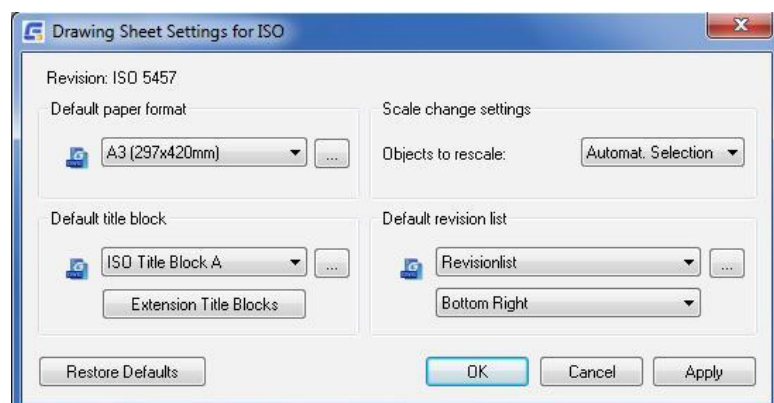 Drawing Sheet Settings for ISO
Revision: ISO 5457
Default paper format
A3 (297x420mm)
...
Scale change settings
Objects to rescale:
Automat. Selection
Default title block
ISO Title Block A
...
Extension Title Blocks
Default revision list
Revisionlist
...
Bottom Right
Restore Defaults
OK
Cancel
Apply